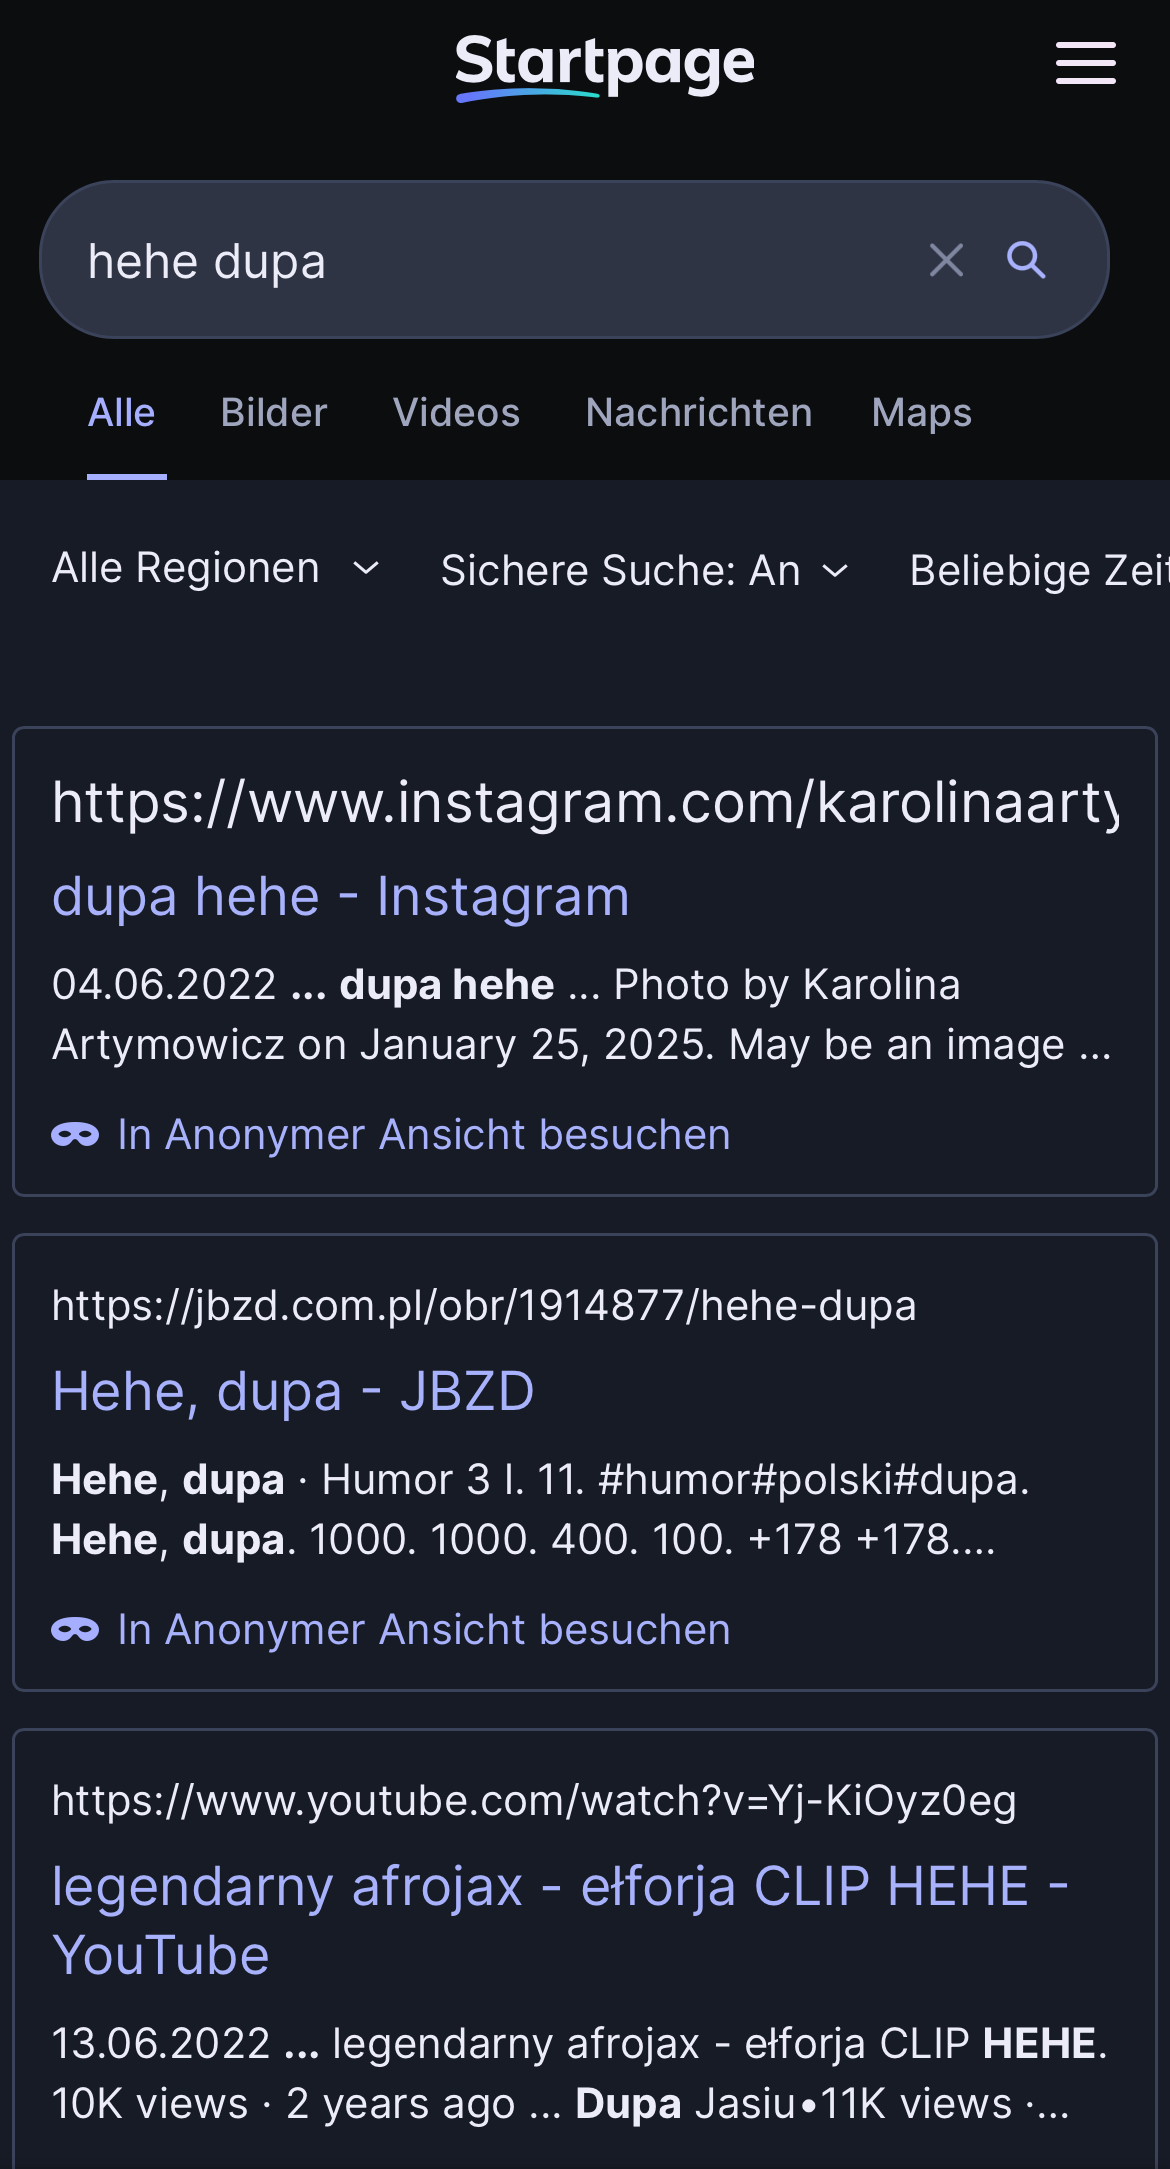 Startpage
hehe dupa
Alle Bilder Videos Nachrichten Maps
Alle Regionen Sichere Suche: An Beliebige Zeit
https://www.instagram.com/karolinaarty
dupa hehe - Instagram
04.06.2022 ... dupa hehe ... Photo by Karolina
Artymowicz on January 25, 2025. May be an image ...
In Anonymer Ansicht besuchen
https://jbzd.com.pl/obr/1914877/hehe-dupa
Hehe, dupa - JBZD
Hehe, dupa · Humor 3 l. 11. #humor#polski#dupa.
Hehe, dupa. 1000. 1000. 400. 100. +178 +178....
In Anonymer Ansicht besuchen
https://www.youtube.com/watch?v=Yj-KiOyz0eg
legendarny afrojax - ełforja CLIP HEHE -
YouTube
13.06.2022 ... legendarny afrojax - ełforja CLIP HEHE.
10K views · 2 years ago ... Dupa Jasiu•11K views ·...